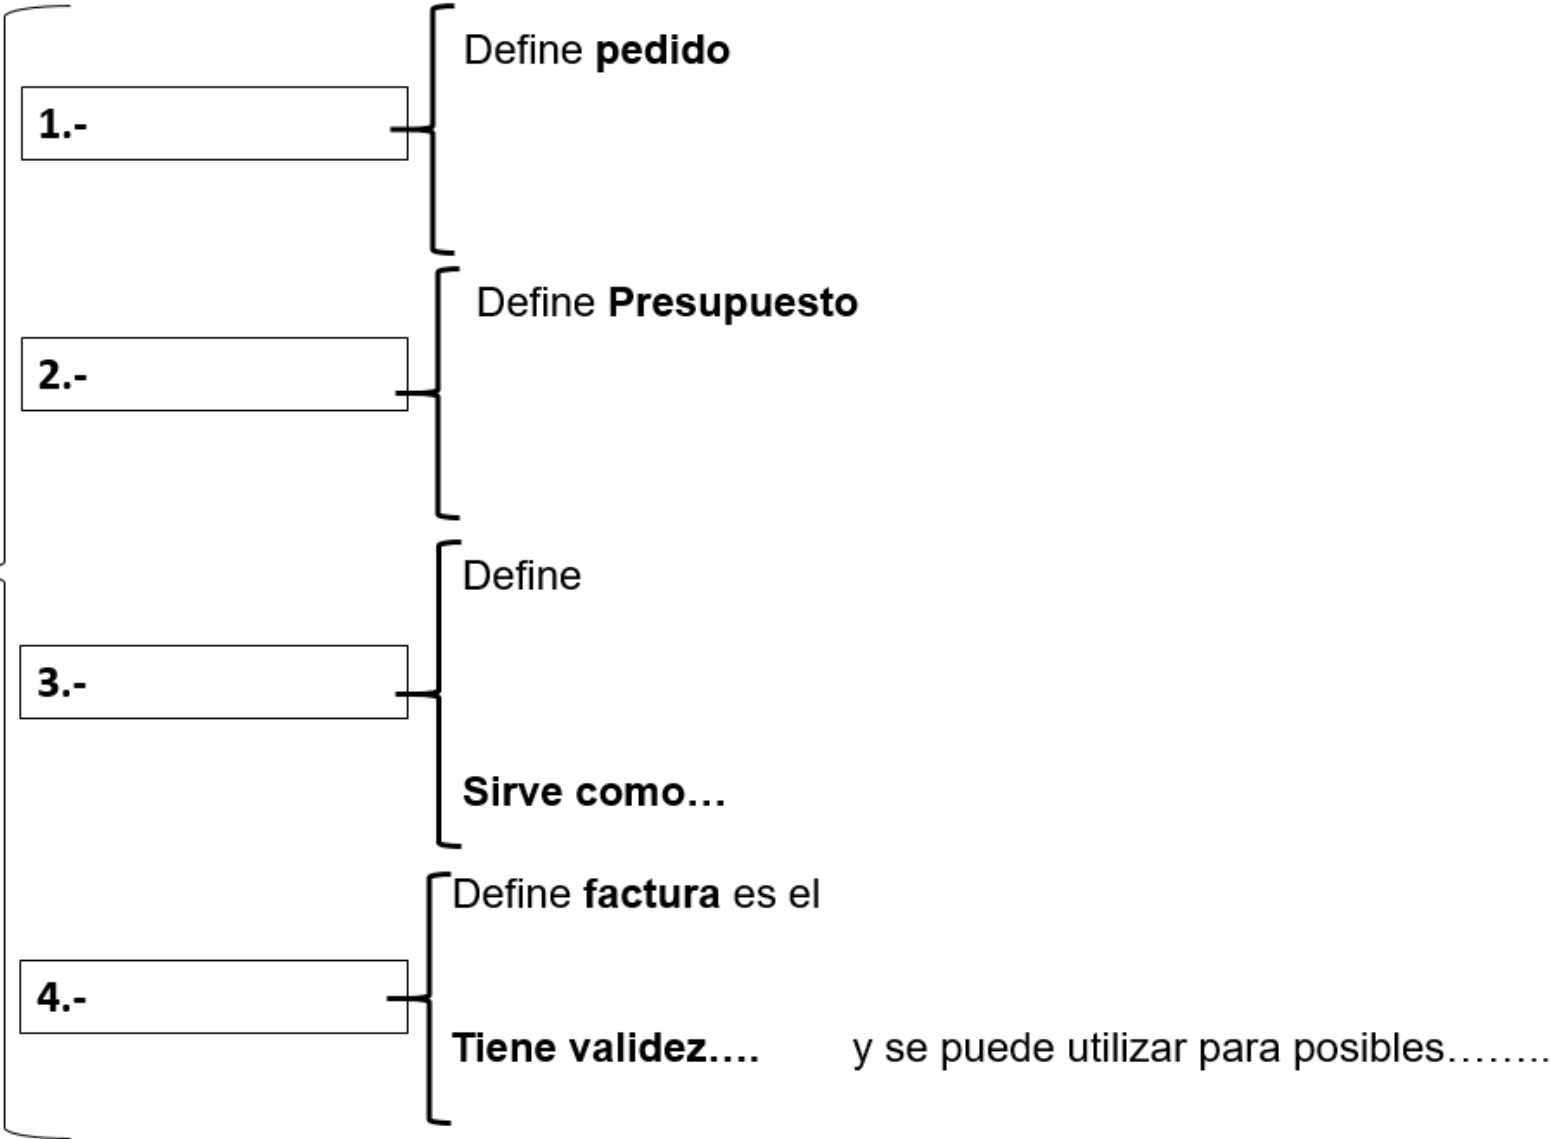 Define pedido
1.-
Define Presupuesto
2.-
Define
3.-
Sirve como...
Define factura es el
4.-
Tiene validez.... y se puede utilizar para posibles........